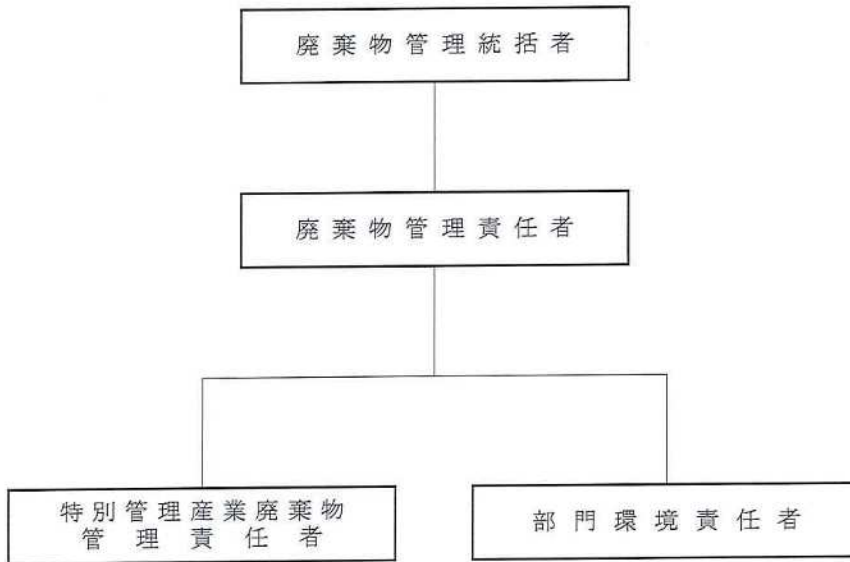 廃棄物管理統括者
廃棄物管理責任者
特別管理産業廃棄物
管理責任者
部門環境責任者